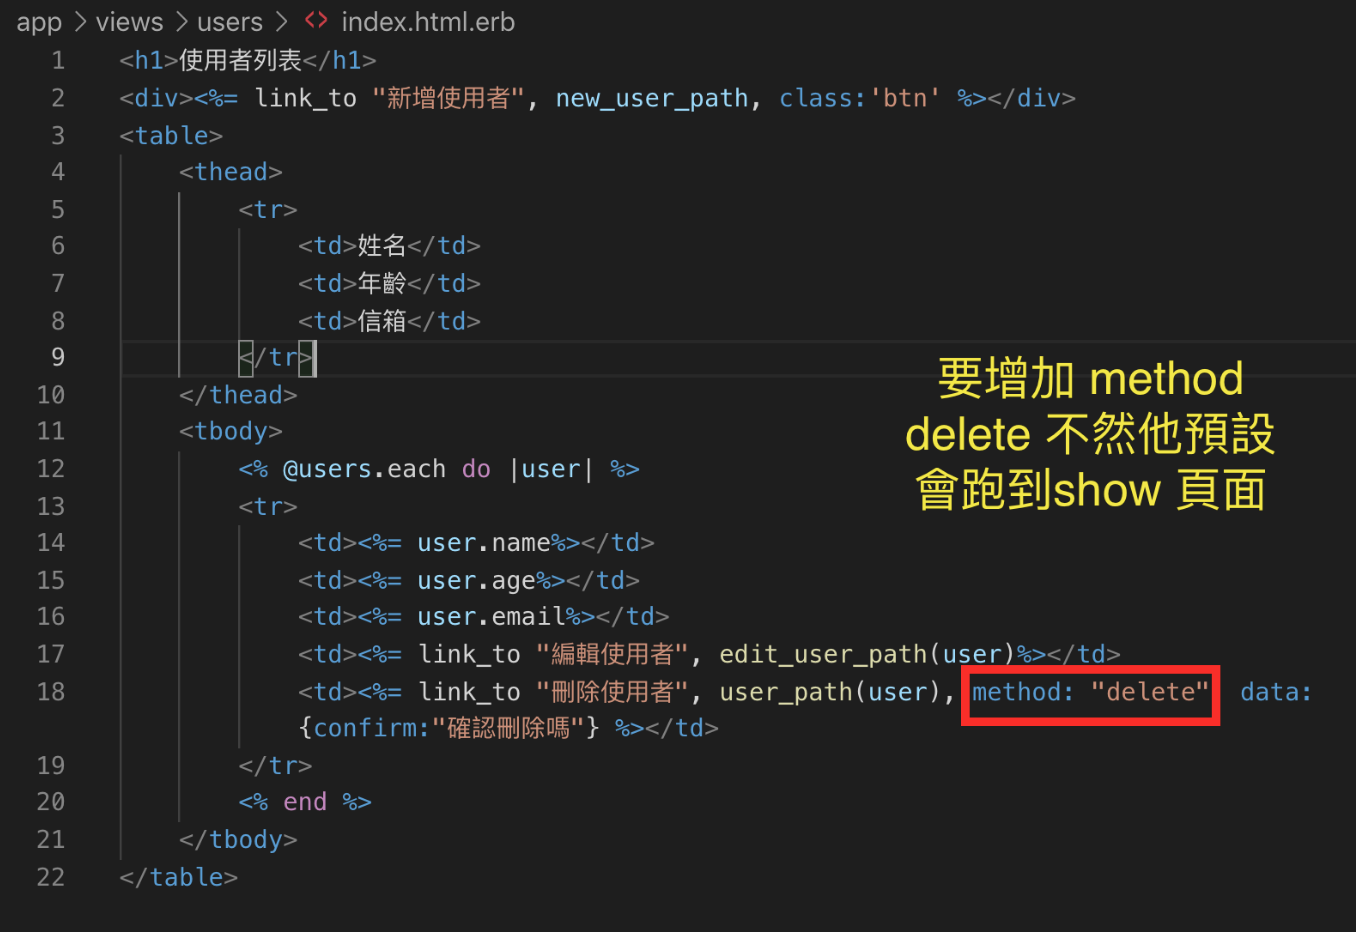 app > views > users > <> index.html.erb
1 <h1>使用者列表</h1>
2 <div><%= link_to "新增使用者", new_user_path, class:'btn' %></div>
3 <table>
4 <thead>
5 <tr>
6 <td>姓名</td>
7 <td>年齡</td>
8 <td>信箱</td>
9 </tr>
10 </thead>
11 <tbody>
12 <% @users.each do |user| %>
13 <tr>
14 <td><%= user.name%></td>
15 <td><%= user.age%></td>
16 <td><%= user.email%></td>
17 <td><%= link_to "編輯使用者", edit_user_path(user)%></td>
18 <td><%= link_to "刪除使用者", user_path(user), method: "delete" data:
{confirm:"確認刪除嗎"} %></td>
19 </tr>
20 <% end %>
21 </tbody>
22 </table>
要增加 method
delete 不然他預設
會跑到show 頁面